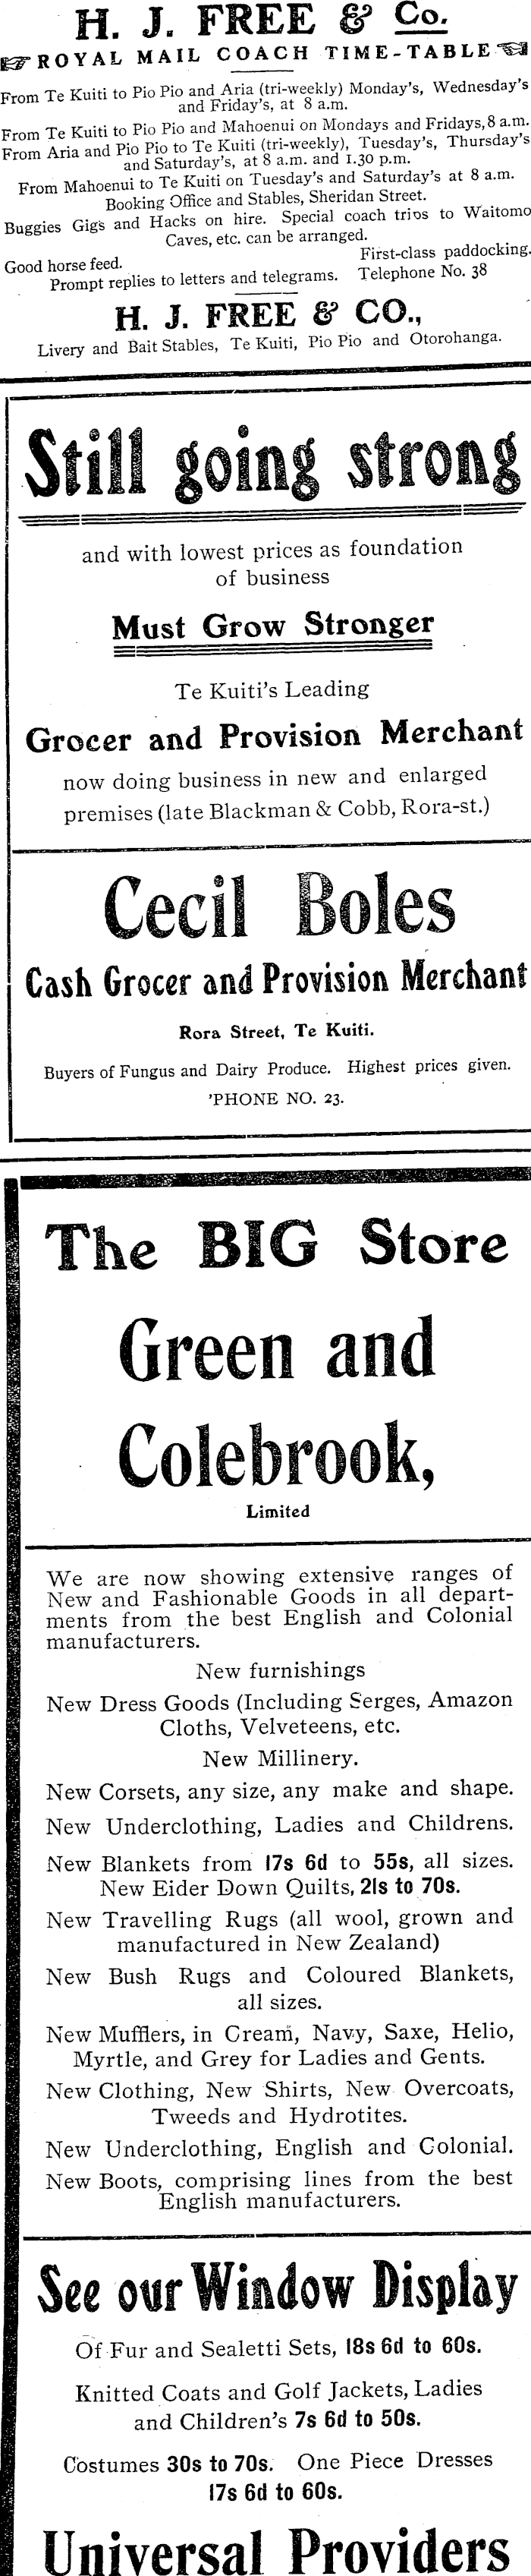 H. J. FREE & Co.
ROYAL MAIL COACH TIME-TABLE
From Te Kuiti to Pio Pio and Aria (tri-weekly) Monday's, Wednesday's
and Friday's, at 8 a.m.
From Te Kuiti to Pio Pio and Mahoenui on Mondays and Fridays, 8 a.m.
From Aria and Pio Pio to Te Kuiti (tri-weekly), Tuesday's, Thursday's
and Saturday's, at 8 a.m. and 1.30 p.m.
From Mahoenui to Te Kuiti on Tuesday's and Saturday's at 8 a.m.
Booking Office and Stables, Sheridan Street.
Buggies Gigs and Hacks on hire. Special coach trips to Waitomo
Caves, etc. can be arranged.
Good horse feed. First-class paddocking.
Prompt replies to letters and telegrams. Telephone No. 38
H. J. FREE & CO.,
Livery and Bait Stables, Te Kuiti, Pio Pio and Otorohanga.
Still going strong
and with lowest prices as foundation
of business
Must Grow Stronger
Te Kuiti's Leading
Grocer and Provision Merchant
now doing business in new and enlarged
premises (late Blackman & Cobb, Rora-st.)
Cecil Boles
Cash Grocer and Provision Merchant
Rora Street, Te Kuiti.
Buyers of Fungus and Dairy Produce. Highest prices given.
'PHONE NO. 23.
The BIG Store
Green and
Colebrook,
Limited
We are now showing extensive ranges of
New and Fashionable Goods in all depart-
ments from the best English and Colonial
manufacturers.
New furnishings
New Dress Goods (Including Serges, Amazon
Cloths, Velveteens, etc.
New Millinery.
New Corsets, any size, any make and shape.
New Underclothing, Ladies and Childrens.
New Blankets from 17s 6d to 55s, all sizes.
New Eider Down Quilts, 21s to 70s.
New Travelling Rugs (all wool, grown and
manufactured in New Zealand)
New Bush Rugs and Coloured Blankets,
all sizes.
New Mufflers, in Cream, Navy, Saxe, Helio,
Myrtle, and Grey for Ladies and Gents.
New Clothing, New Shirts, New Overcoats,
Tweeds and Hydrotites.
New Underclothing, English and Colonial.
New Boots, comprising lines from the best
English manufacturers.
See our Window Display
Of Fur and Sealetti Sets, 18s 6d to 60s.
Knitted Coats and Golf Jackets, Ladies
and Children's 7s 6d to 50s.
Costumes 30s to 70s. One Piece Dresses
17s 6d to 60s.
Universal Providers